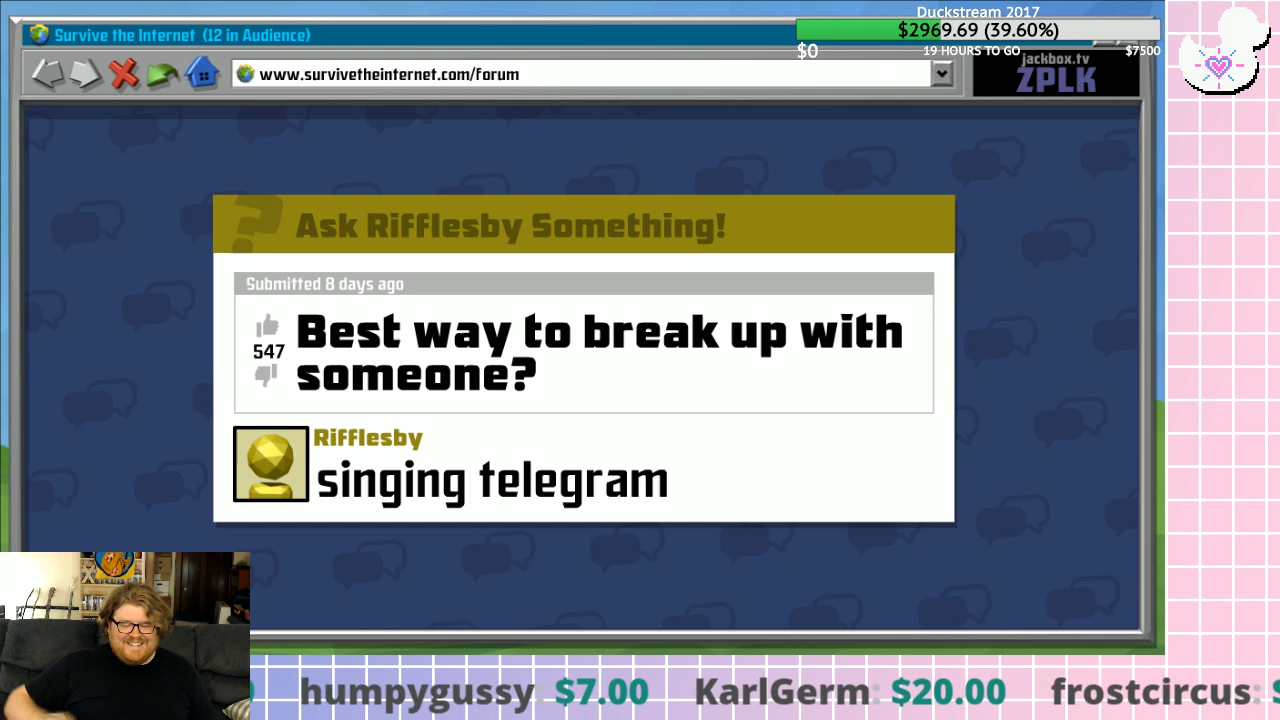 Duckstream 2017
Survive the Internet (12 in Audience)
$2969.69 (39.60%)
$0
19 HOURS TO GO
$7500
www.survivetheinternet.com/forum
jackbox.tv
ZPLK
? Ask Rifflesby Something!
Submitted 8 days ago
547
Best way to break up with
someone?
Rifflesby
singing telegram
humpygussy: $7.00 KarlGerm: $20.00 frostcircus: $